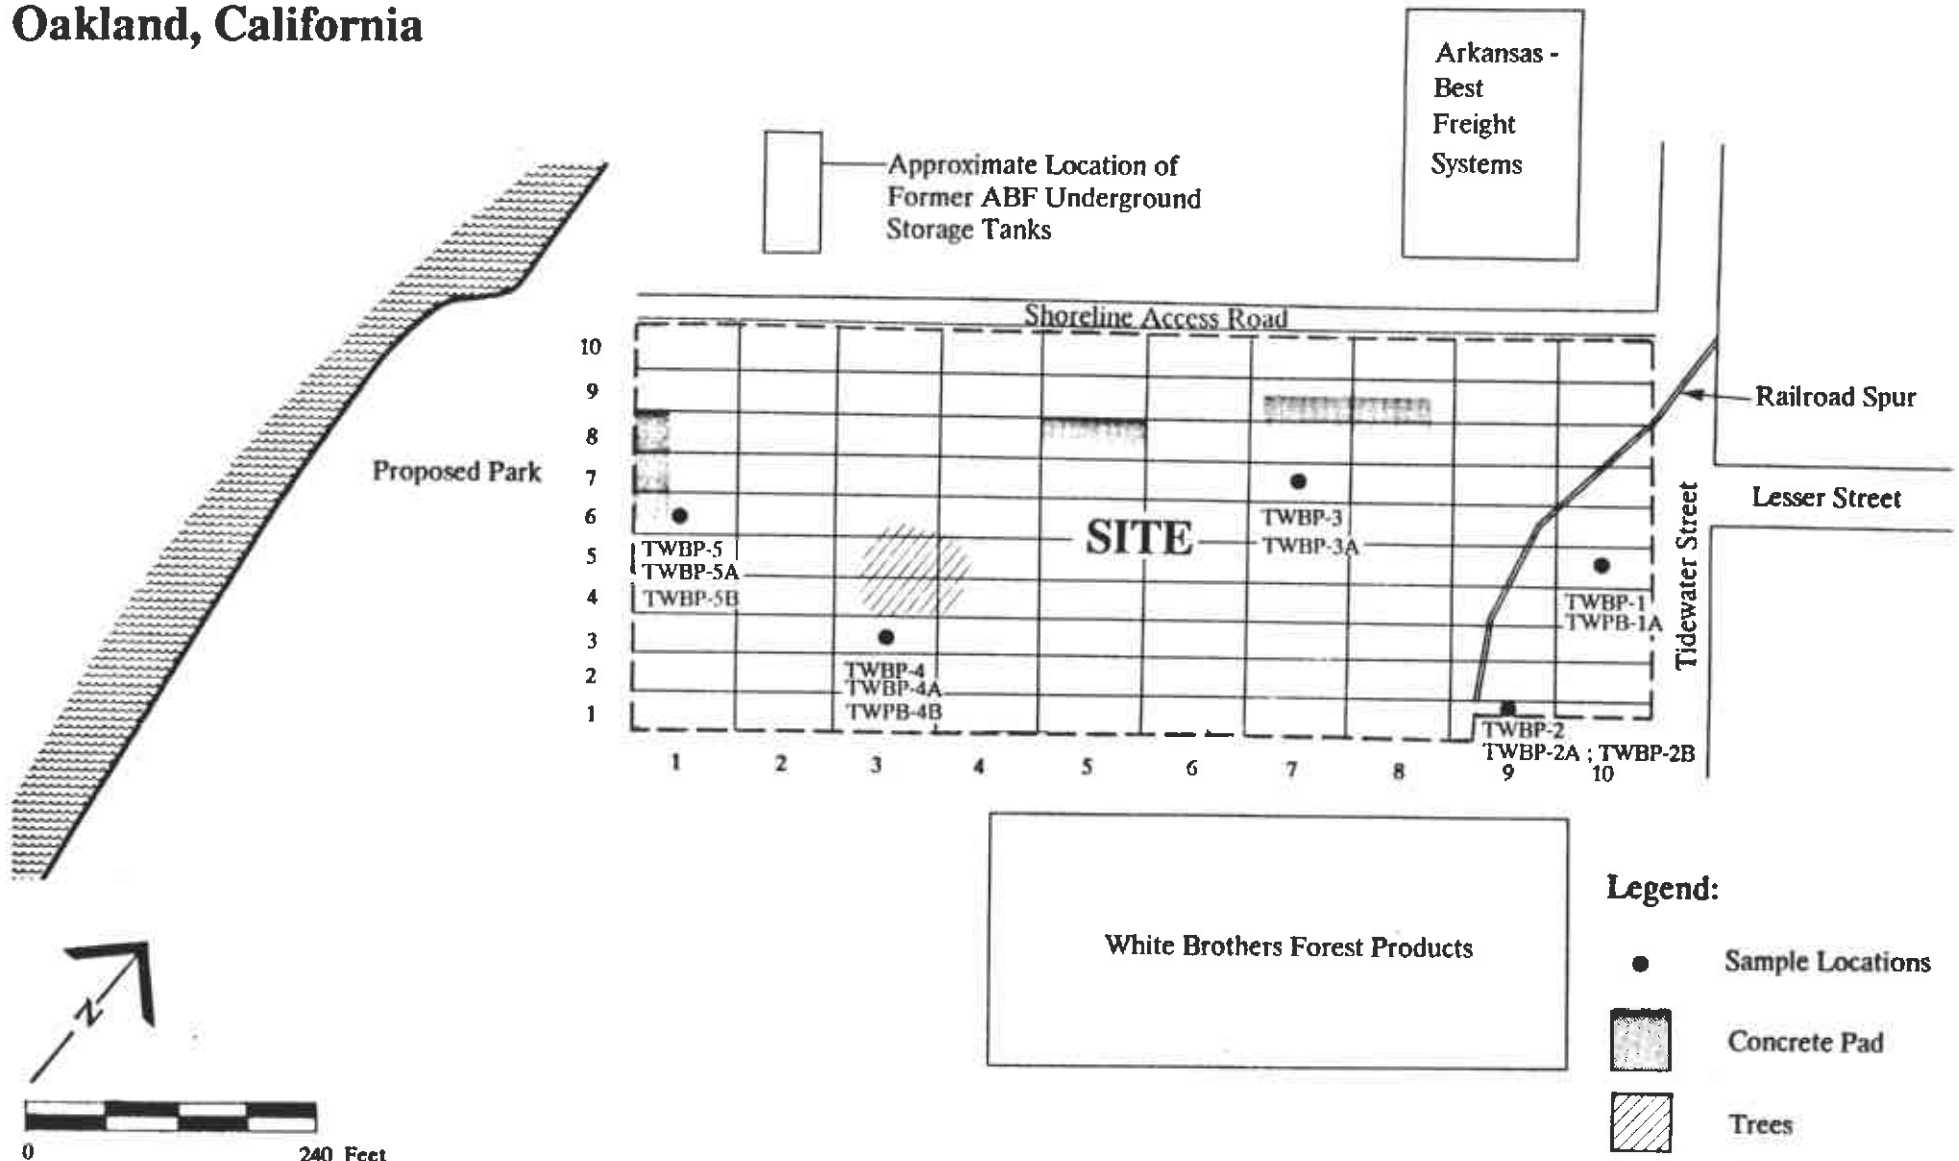 Oakland, California
Arkansas -
Best
Freight
Systems
Approximate Location of
Former ABF Underground
Storage Tanks
Shoreline Access Road
10
9
8
7
6
5
4
3
2
1
Railroad Spur
Proposed Park
Lesser Street
Tidewater Street
SITE
TWBP-3
TWBP-3A
TWBP-5
TWBP-5A
TWBP-5B
TWBP-1
TWPB-1A
TWBP-4
TWBP-4A
TWPB-4B
TWBP-2
TWBP-2A ; TWBP-2B
1 2 3 4 5 6 7 8 9 10
White Brothers Forest Products
Legend:
Sample Locations
Concrete Pad
Trees
N
0 240 Feet